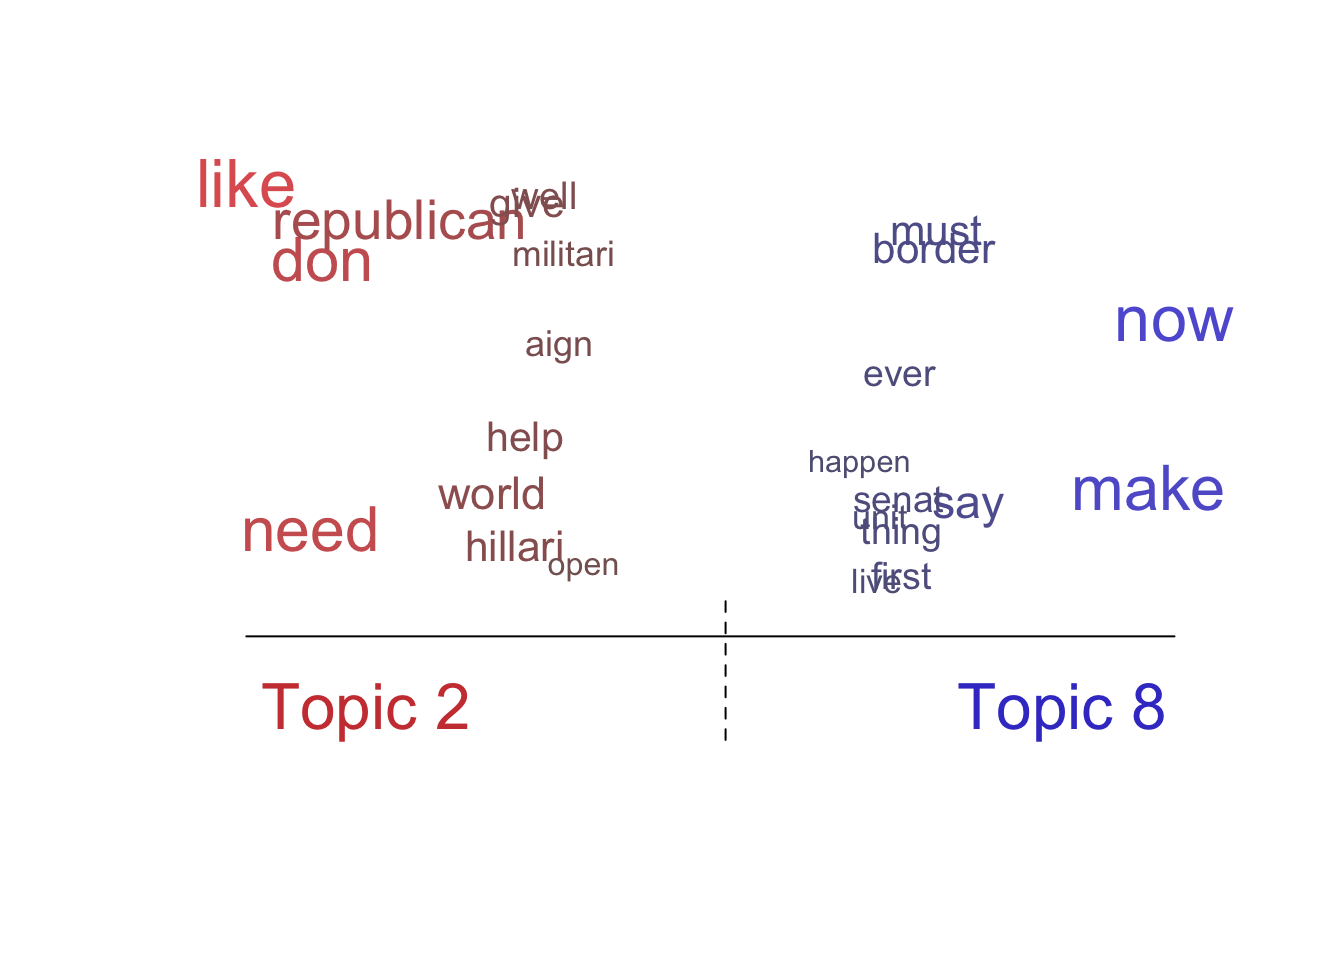 like
well
give
republican
must
border
don
militari
now
aign
ever
help
happen
make
world
senat
say
unit
need
thing
hillari
open
first
live
Topic 2
Topic 8